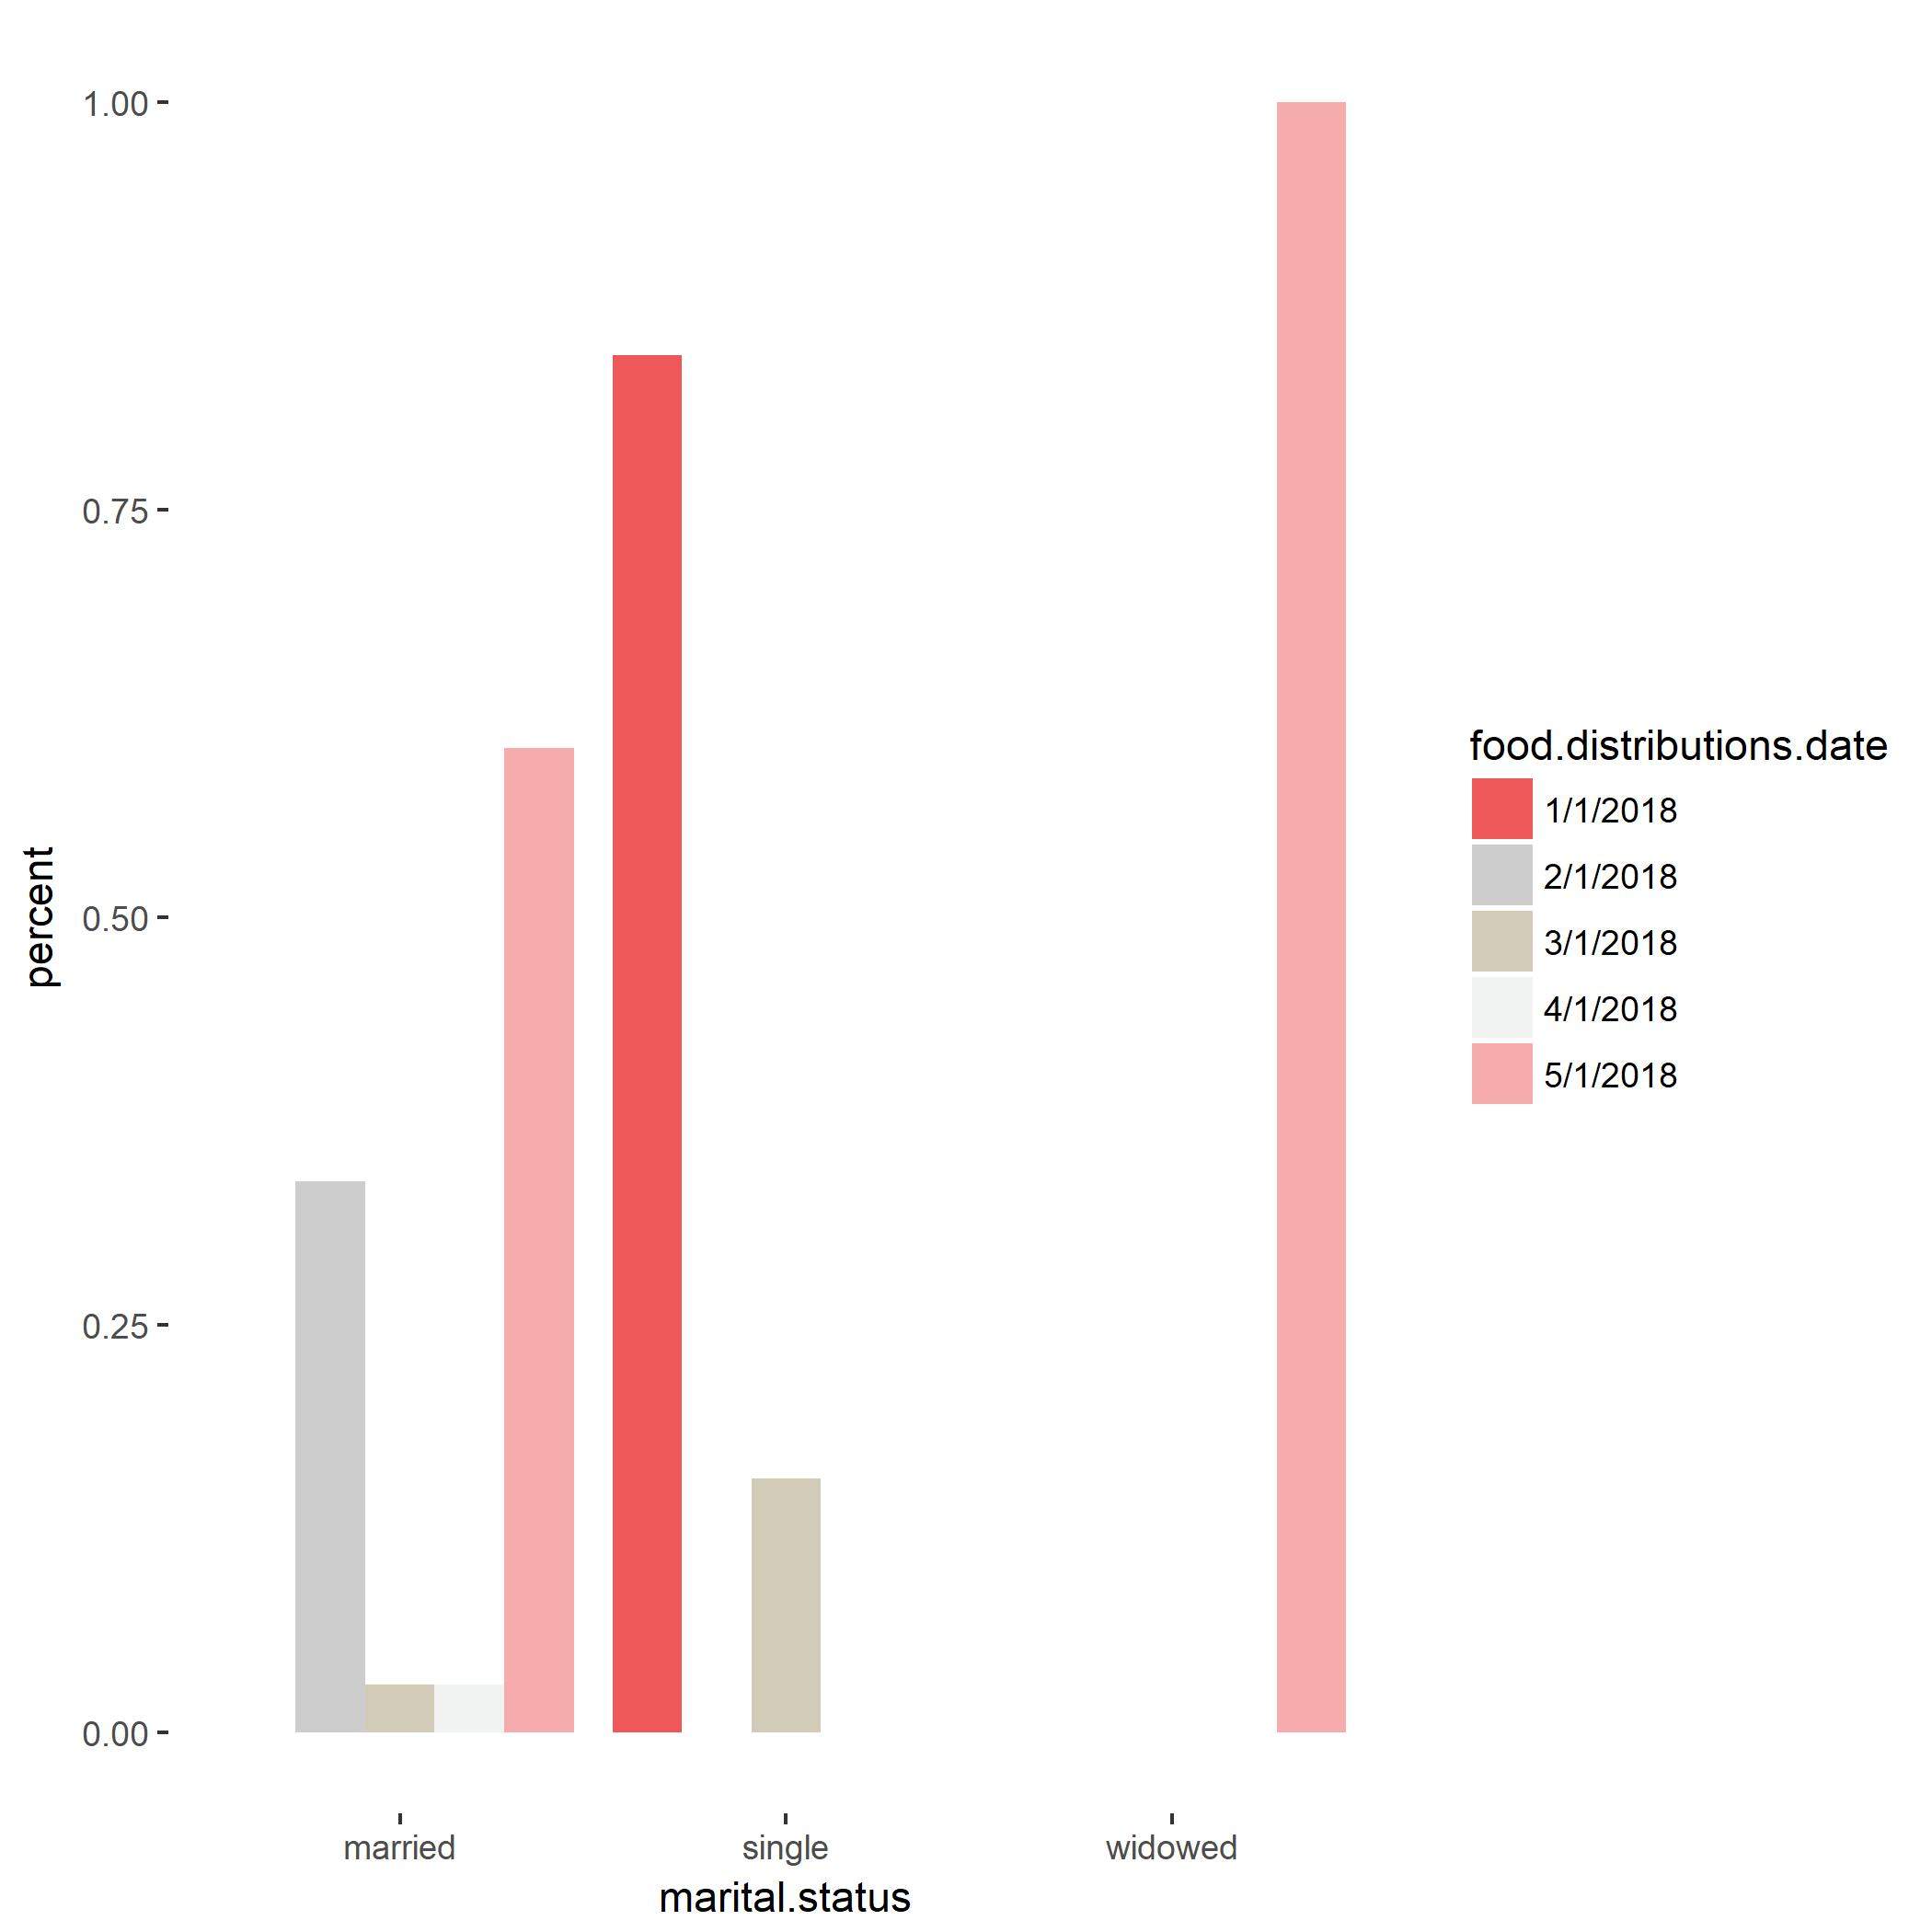 1.00
0.75
0.50
0.25
0.00
percent
married
single
widowed
marital.status
food.distributions.date
1/1/2018
2/1/2018
3/1/2018
4/1/2018
5/1/2018